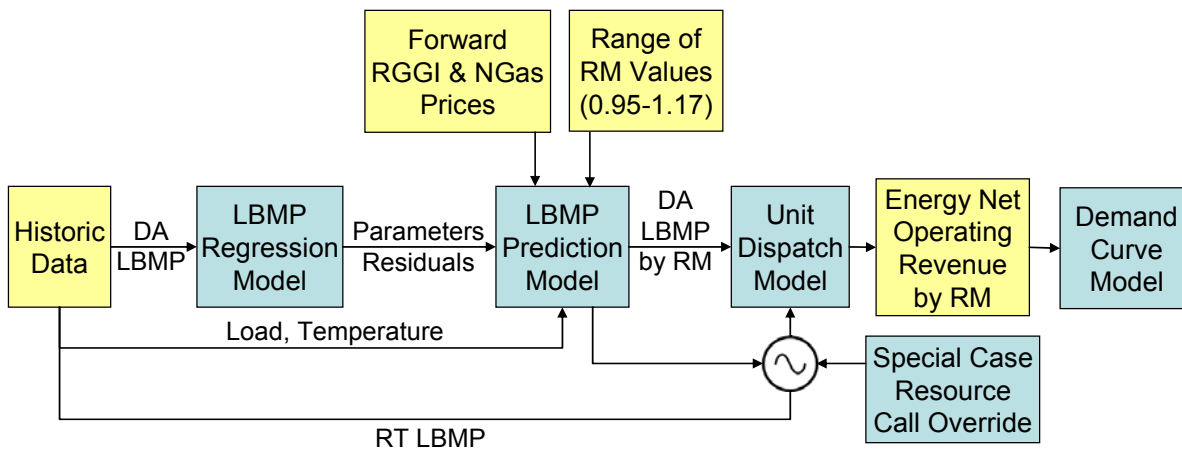 Forward
RGGI & NGas
Prices
Range of
RM Values
(0.95-1.17)
Historic
Data
DA
LBMP
LBMP
Regression
Model
Parameters
Residuals
LBMP
Prediction
Model
DA
LBMP
by RM
Unit
Dispatch
Model
Energy Net
Operating
Revenue
by RM
Demand
Curve
Model
Load, Temperature
Special Case
Resource
Call Override
RT LBMP